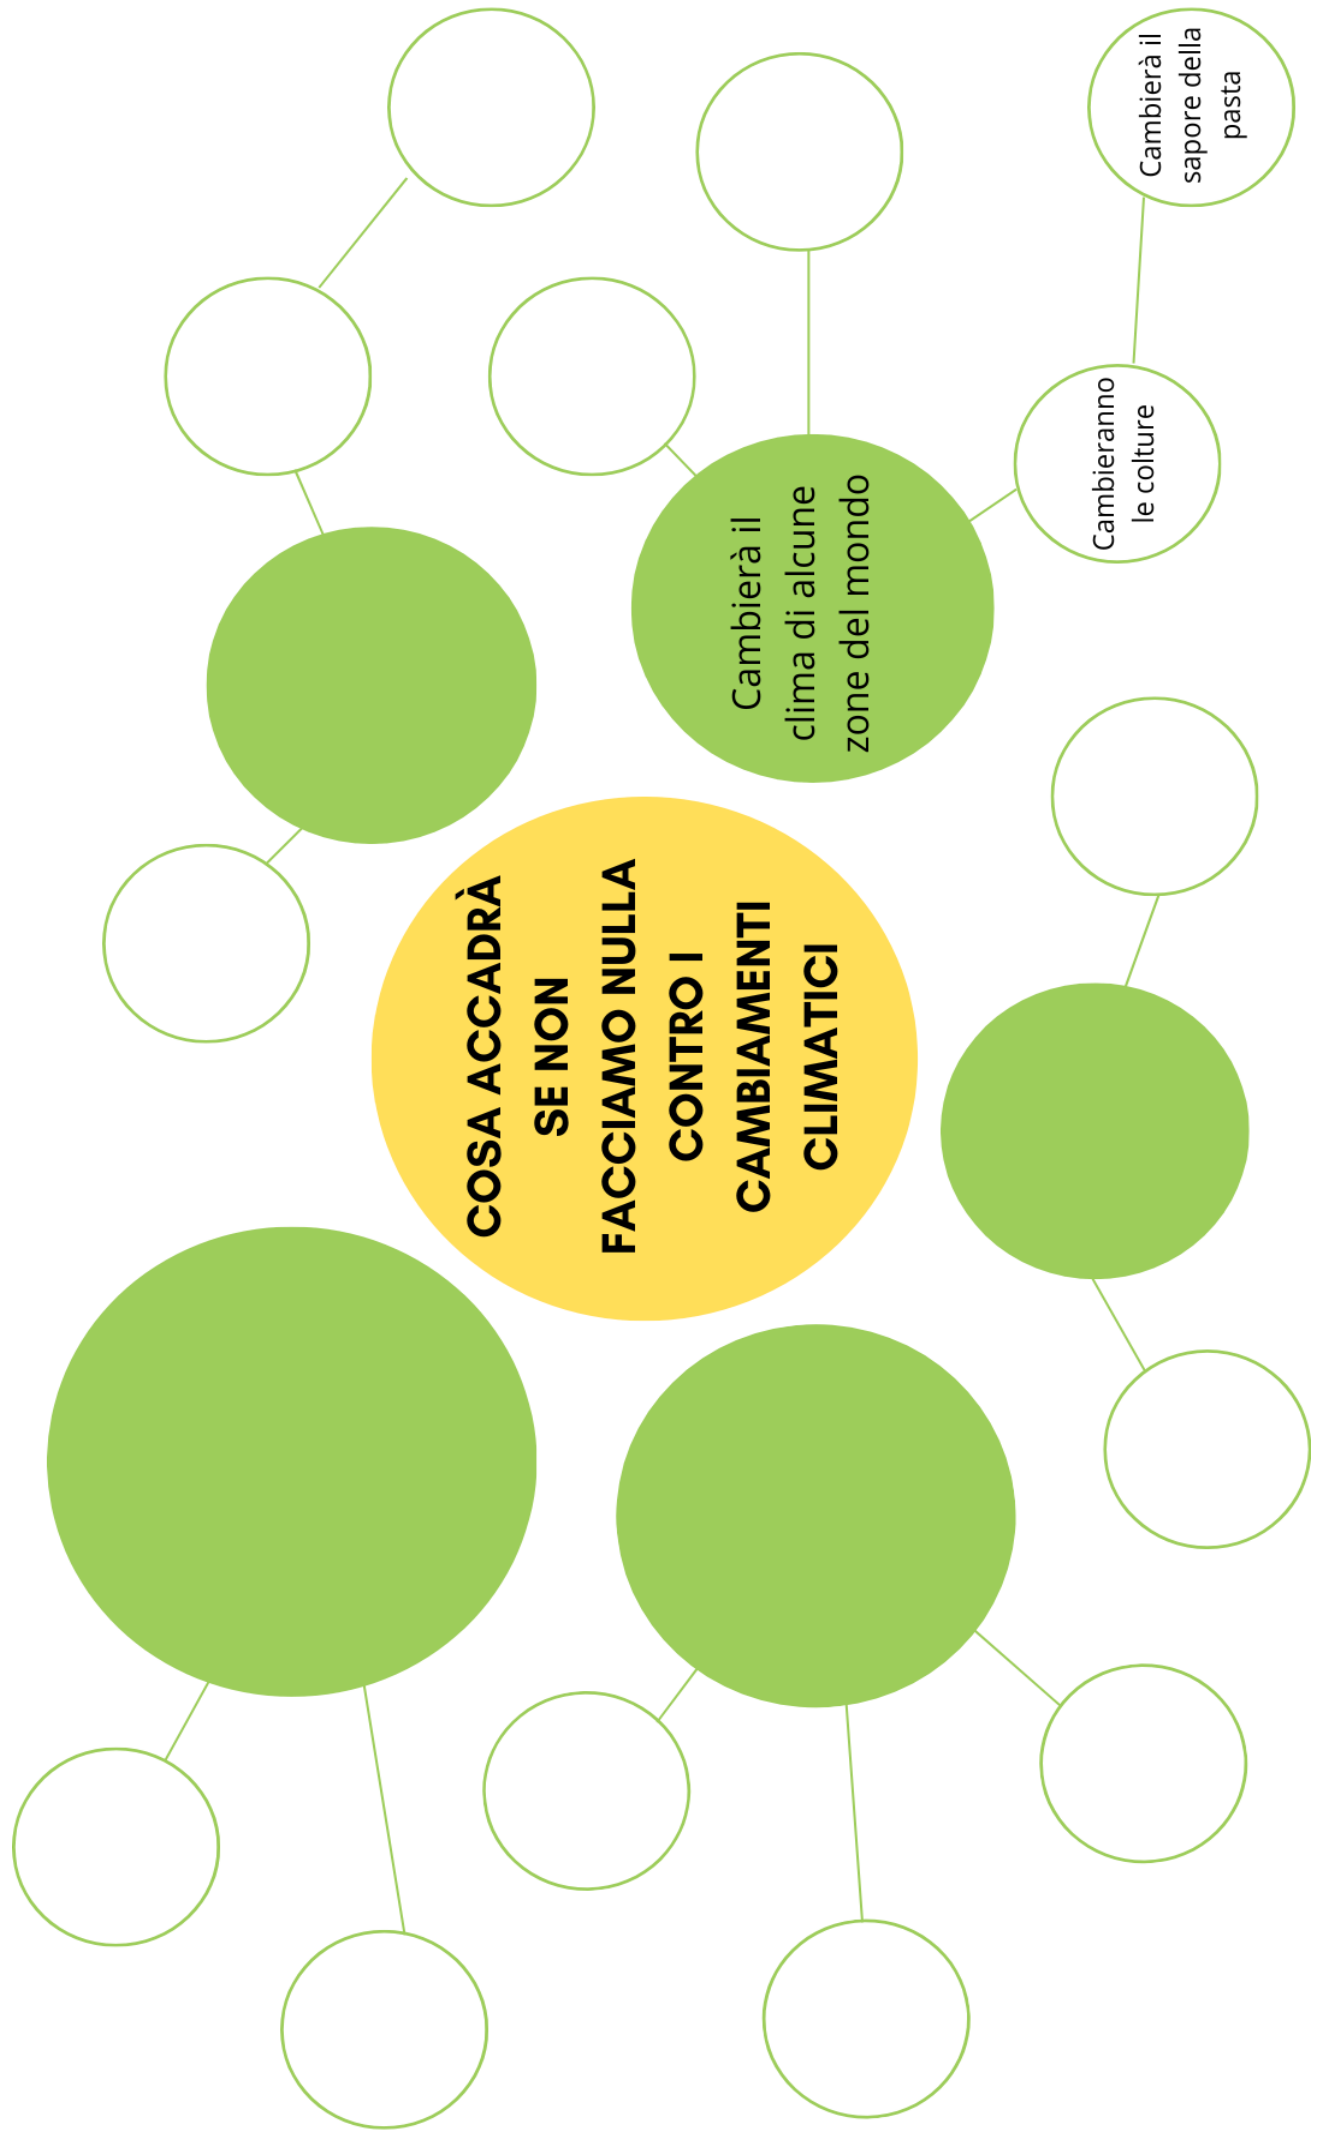 COSA ACCADRÀ
SE NON
FACCIAMO NULLA
CONTRO I
CAMBIAMENTI
CLIMATICI
Cambierà il
clima di alcune
zone del mondo
Cambieranno
le colture
Cambierà il
sapore della
pasta